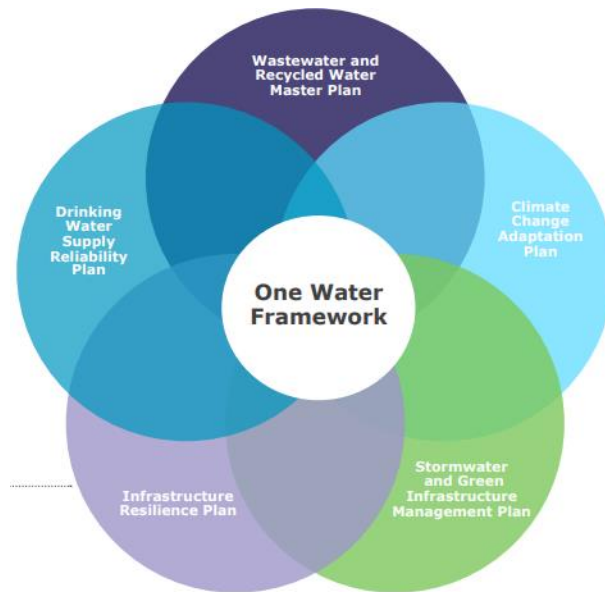 Wastewater and
Recycled Water
Master Plan
Drinking
Water
Supply
Reliability
Plan
Climate
Change
Adaptation
Plan
One Water
Framework
Infrastructure
Resilience Plan
Stormwater
and Green
Infrastructure
Management Plan